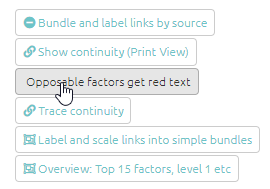 Bundle and label links by source
Show continuity (Print View)
Opposable factors get red text
Trace continuity
Label and scale links into simple bundles
Overview: Top 15 factors, level 1 etc